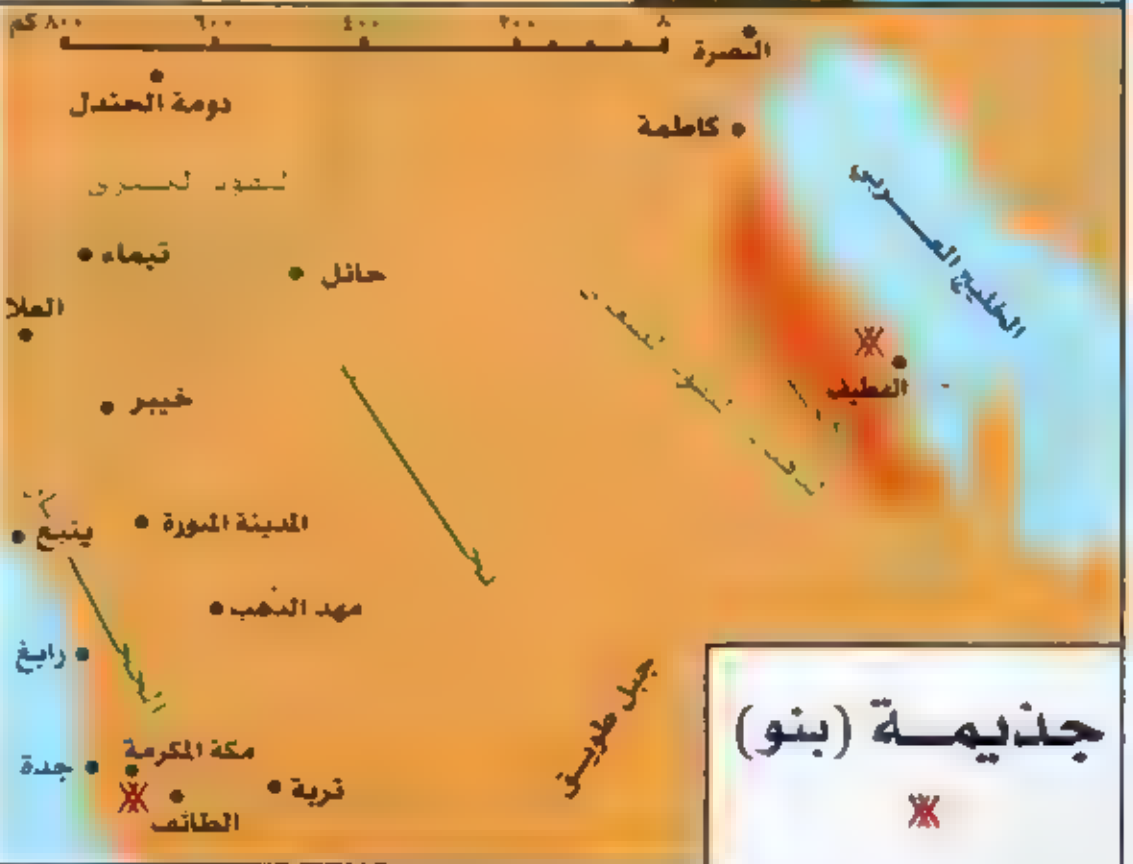 ٨٠٠ كم ٦٠٠ ٤٠٠ ٢٠٠ ٨
البصرة
دومة الجندل
كاظمة
تيماء
حائل
الخليج العربي
العلا
القطيف
خيبر
المدينة المنورة
ينبع
مهد الذهب
رابغ
جبل طويق
جذيمة (بنو)
مكة المكرمة
جدة
تربة
الطائف